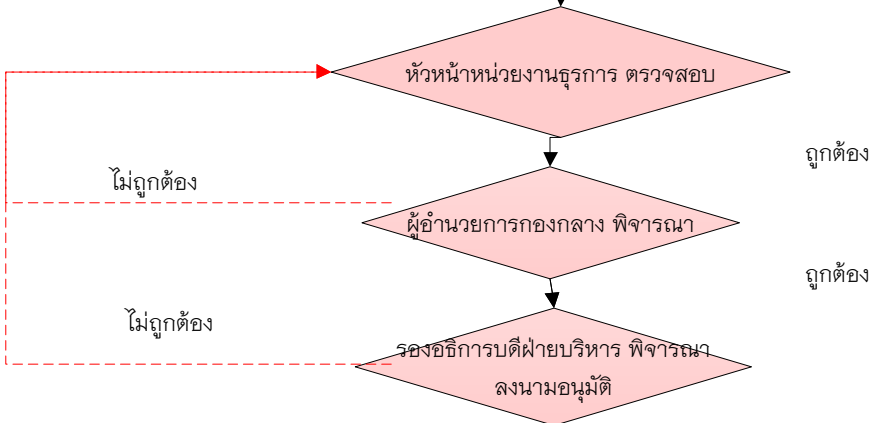 หัวหน้าหน่วยงานธุรการ ตรวจสอบ
ถูกต้อง
ไม่ถูกต้อง
ผู้อำนวยการกองกลาง พิจารณา
ถูกต้อง
ไม่ถูกต้อง
รองอธิการบดีฝ่ายบริหาร พิจารณา
ลงนามอนุมัติ